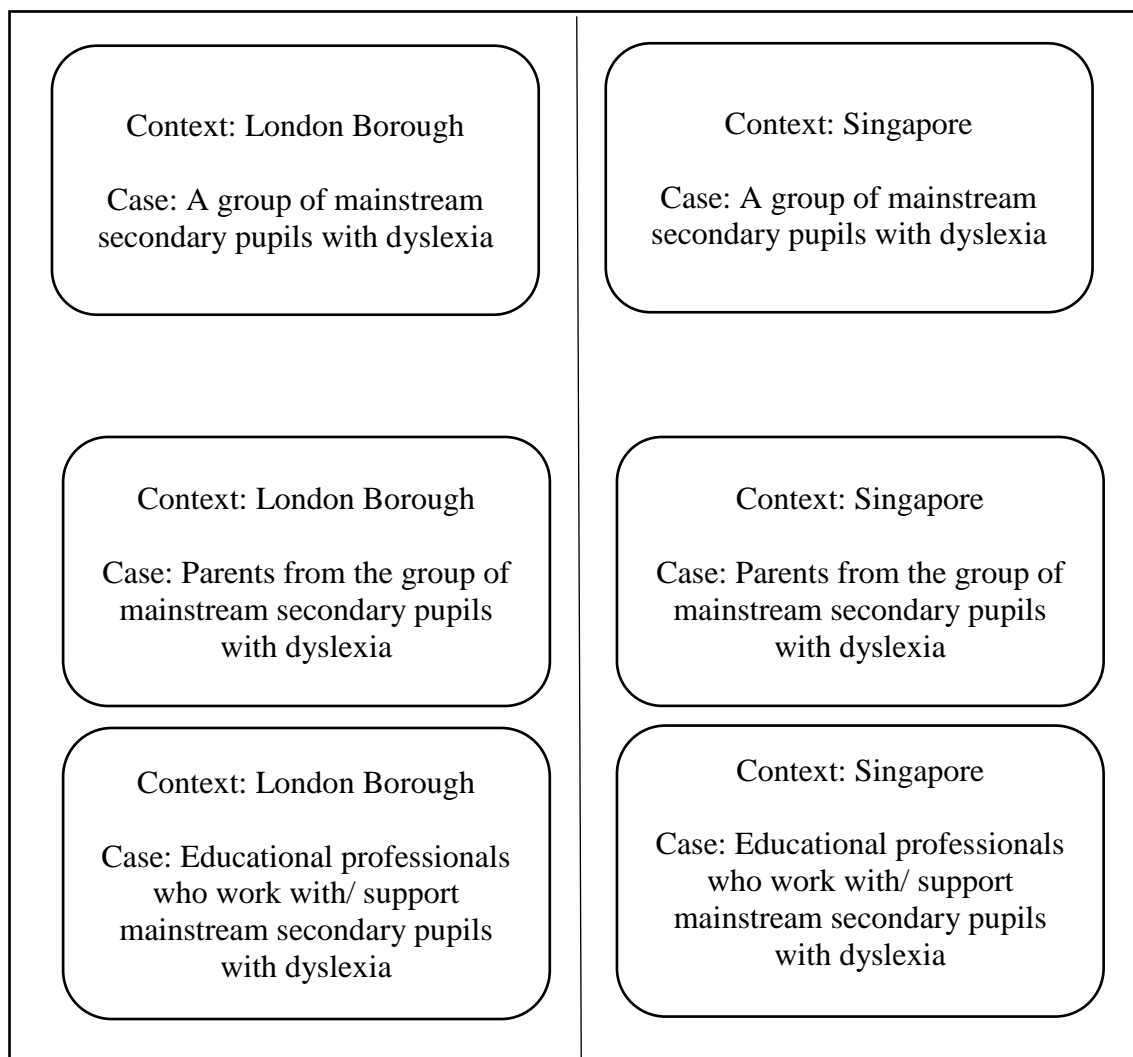 Context: London Borough
Case: A group of mainstream
secondary pupils with dyslexia
Context: Singapore
Case: A group of mainstream
secondary pupils with dyslexia
Context: London Borough
Case: Parents from the group of
mainstream secondary pupils
with dyslexia
Context: Singapore
Case: Parents from the group of
mainstream secondary pupils
with dyslexia
Context: London Borough
Case: Educational professionals
who work with/ support
mainstream secondary pupils
with dyslexia
Context: Singapore
Case: Educational professionals
who work with/ support
mainstream secondary pupils
with dyslexia